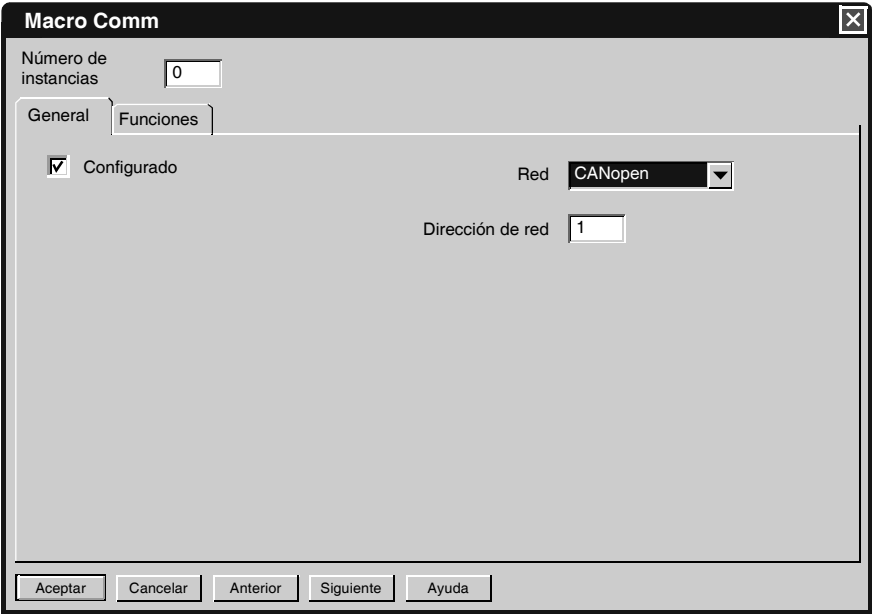 Macro Comm
Número de
instancias
0
General
Funciones
Configurado
Red
CANopen
Dirección de red
1
Aceptar
Cancelar
Anterior
Siguiente
Ayuda